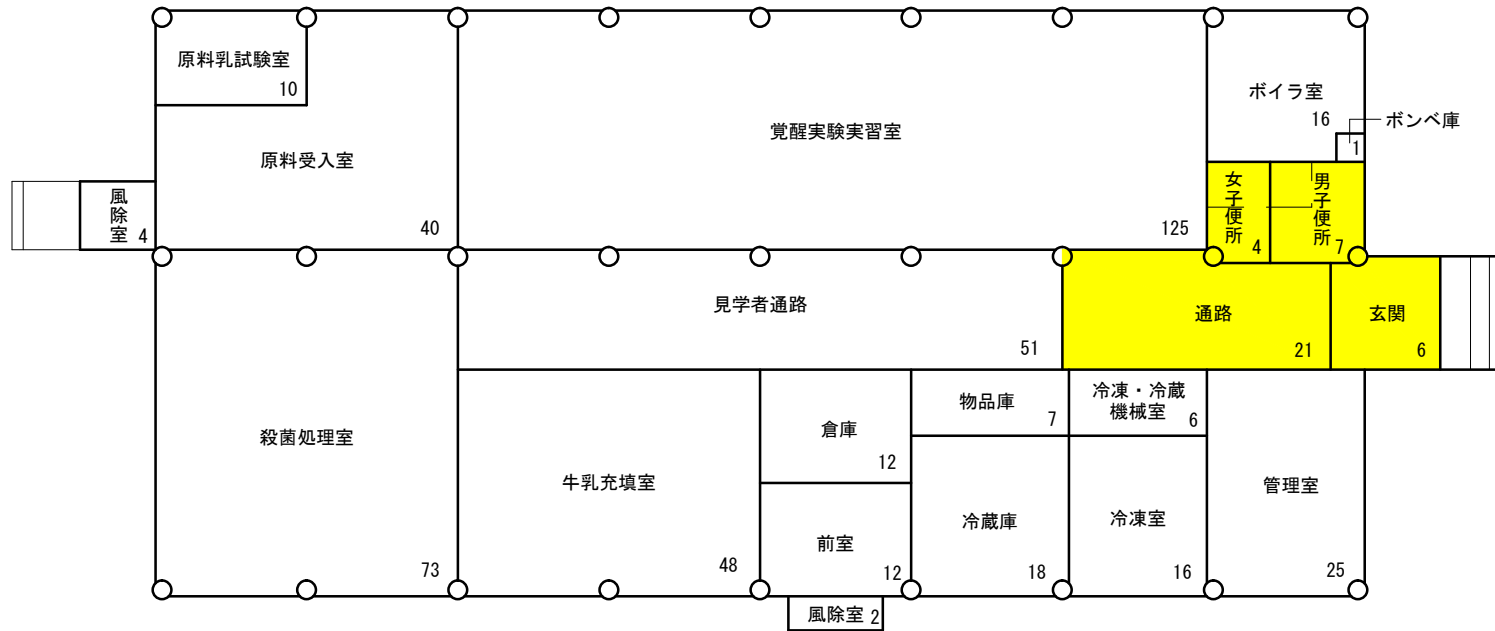 原料乳試験室
10
原料受入室
40
風除室
4
覚醒実験実習室
125
ボイラ室
16
ボンベ庫
1
女子便所
4
男子便所
7
見学者通路
51
通路
21
玄関
6
殺菌処理室
73
牛乳充填室
48
倉庫
12
前室
12
風除室 2
物品庫
7
冷蔵庫
18
冷凍・冷蔵
機械室
6
冷凍室
16
管理室
25